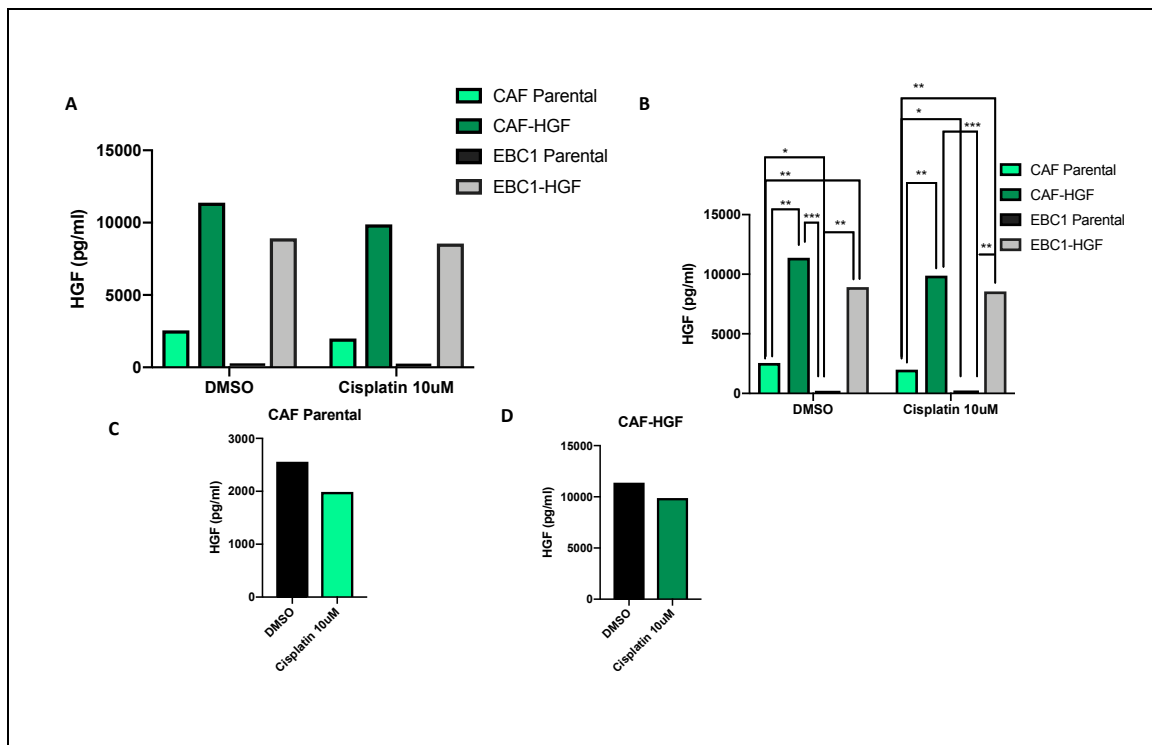 A
CAF Parental
CAF-HGF
EBC1 Parental
EBC1-HGF
15000
10000
5000
0
HGF (pg/ml)
DMSO
Cisplatin 10uM
B
**
*
***
*
**
**
**
***
**
**
CAF Parental
CAF-HGF
EBC1 Parental
EBC1-HGF
15000
10000
5000
0
HGF (pg/ml)
DMSO
Cisplatin 10uM
C
CAF Parental
3000
2000
1000
0
HGF (pg/ml)
DMSO
Cisplatin 10uM
D
CAF-HGF
15000
10000
5000
0
HGF (pg/ml)
DMSO
Cisplatin 10uM